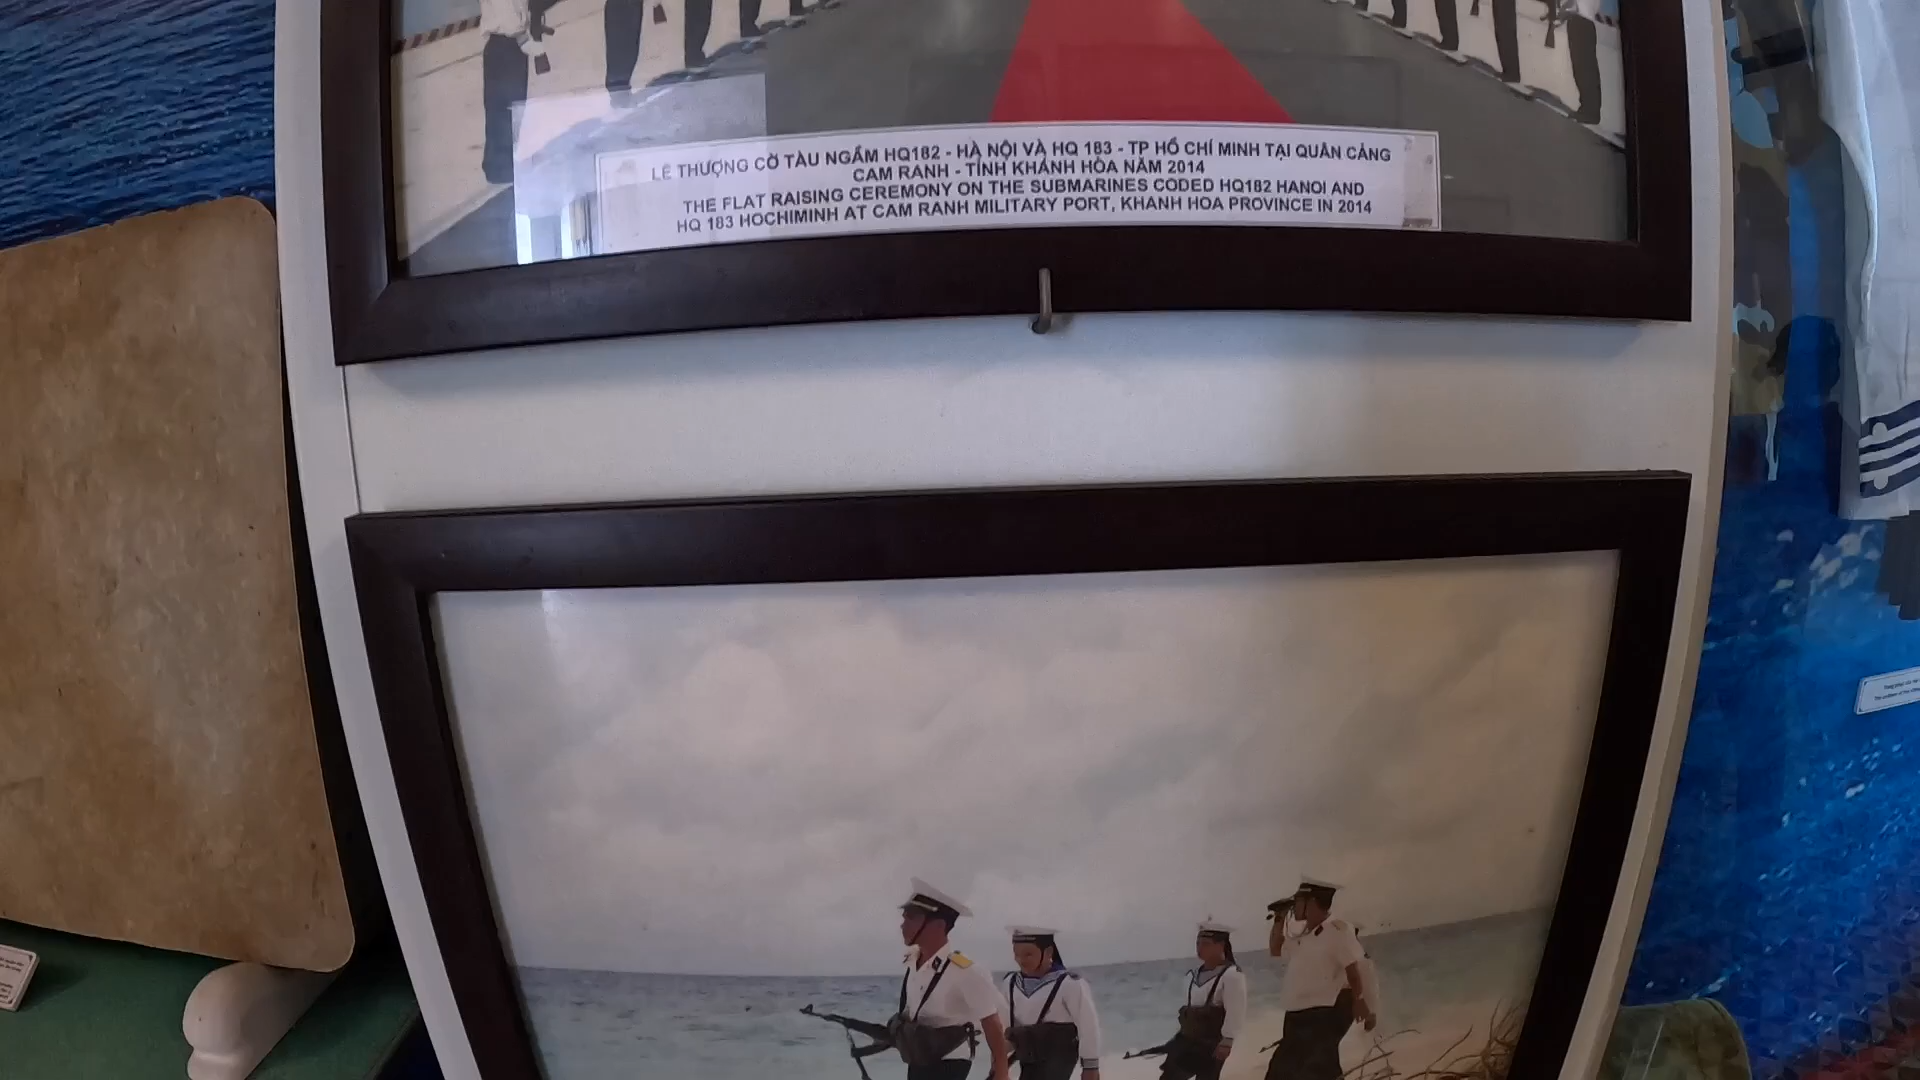 LỄ THƯỢNG CỜ TÀU NGẦM HQ182 - HÀ NỘI VÀ HQ 183 - TP HỒ CHÍ MINH TẠI QUÂN CẢNG
CAM RANH - TỈNH KHÁNH HÒA NĂM 2014
THE FLAT RAISING CEREMONY ON THE SUBMARINES CODED HQ182 HANOI AND
HQ 183 HOCHIMINH AT CAM RANH MILITARY PORT, KHANH HOA PROVINCE IN 2014